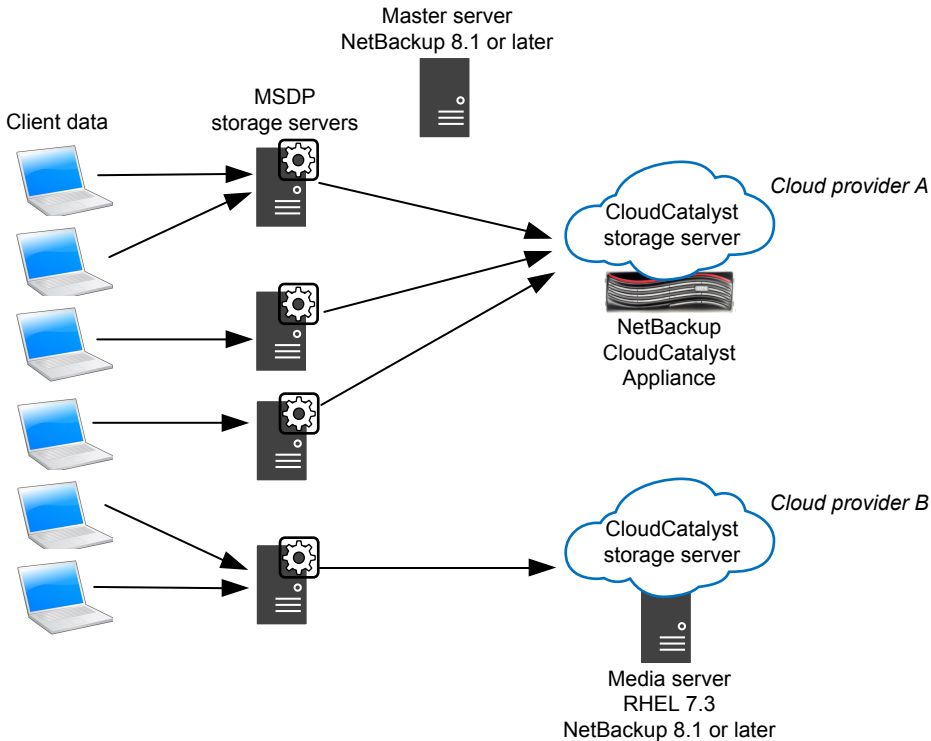 Master server
NetBackup 8.1 or later
MSDP
storage servers
Client data
Cloud provider A
CloudCatalyst
storage server
NetBackup
CloudCatalyst
Appliance
Cloud provider B
CloudCatalyst
storage server
Media server
RHEL 7.3
NetBackup 8.1 or later